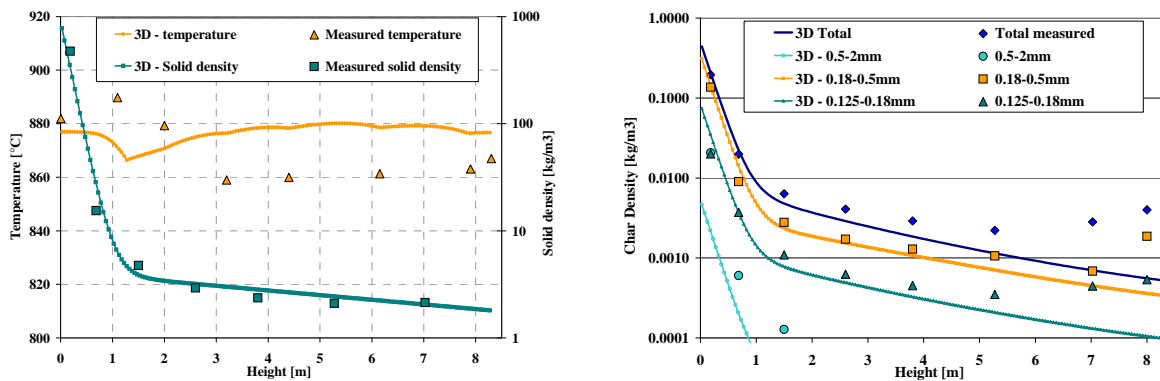 920
900
880
860
840
820
800
Temperature [°C]
3D - temperature
Measured temperature
3D - Solid density
Measured solid density
1000
100
10
1
Solid density [kg/m3]
0 1 2 3 4 5 6 7 8
Height [m]
1.0000
0.1000
0.0100
0.0010
0.0001
Char Density [kg/m3]
3D Total
Total measured
3D - 0.5-2mm
0.5-2mm
3D - 0.18-0.5mm
0.18-0.5mm
3D - 0.125-0.18mm
0.125-0.18mm
0 1 2 3 4 5 6 7 8
Height [m]